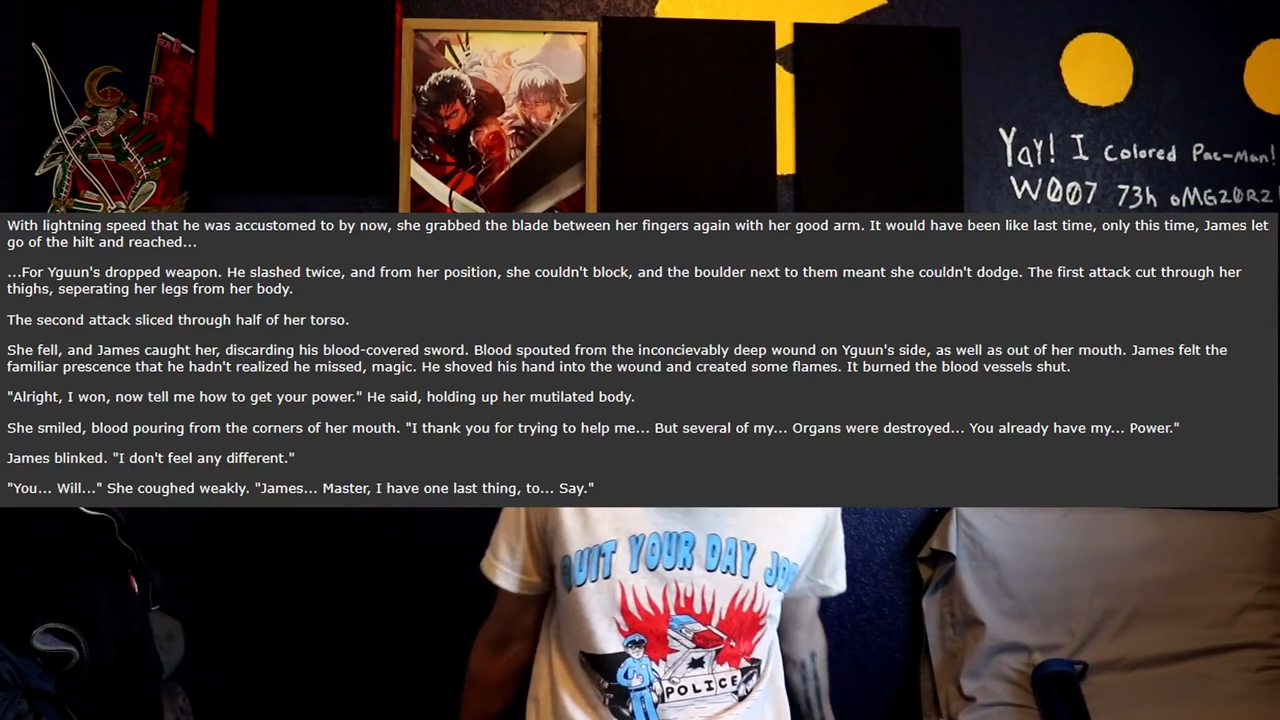 Yay! I Colored Pac-Man!
W007 73h oMG20R2
With lightning speed that he was accustomed to by now, she grabbed the blade between her fingers again with her good arm. It would have been like last time, only this time, James let
go of the hilt and reached...
...For Yguun's dropped weapon. He slashed twice, and from her position, she couldn't block, and the boulder next to them meant she couldn't dodge. The first attack cut through her
thighs, seperating her legs from her body.
The second attack sliced through half of her torso.
She fell, and James caught her, discarding his blood-covered sword. Blood spouted from the inconcievably deep wound on Yguun's side, as well as out of her mouth. James felt the
familiar prescence that he hadn't realized he missed, magic. He shoved his hand into the wound and created some flames. It burned the blood vessels shut.
"Alright, I won, now tell me how to get your power." He said, holding up her mutilated body.
She smiled, blood pouring from the corners of her mouth. "I thank you for trying to help me... But several of my... Organs were destroyed... You already have my... Power."
James blinked. "I don't feel any different."
"You... Will..." She coughed weakly. "James... Master, I have one last thing, to... Say."
QUIT YOUR DAY JOB
POLICE